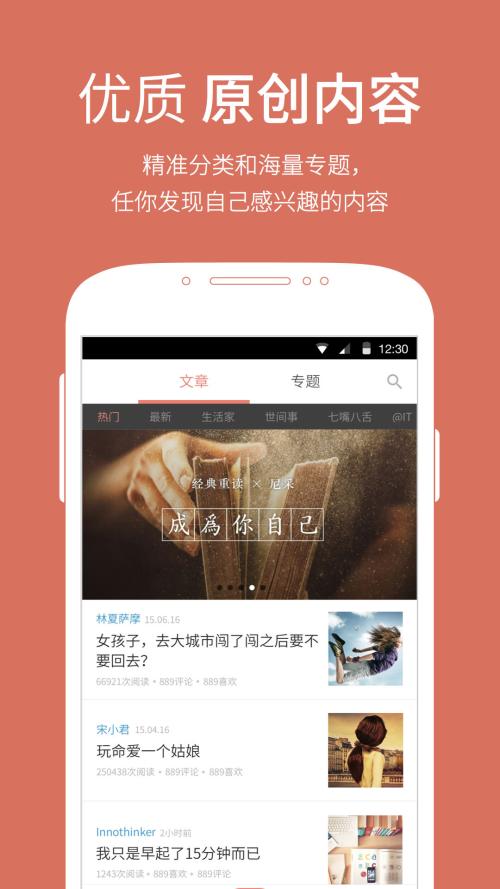 优质 原创内容
精准分类和海量专题，
任你发现自己感兴趣的内容
12:30
文章 专题
热门 最新 生活家 世间事 七嘴八舌 @IT
经典重读 × 尼采
成為你自己
林夏萨摩 15.06.16
女孩子，去大城市闯了闯之后要不
要回去？
66921次阅读 • 889评论 • 889喜欢
宋小君 15.04.16
玩命爱一个姑娘
250438次阅读 • 889评论 • 889喜欢
Innothinker 2小时前
我只是早起了15分钟而已
1243次阅读 • 889评论 • 889喜欢